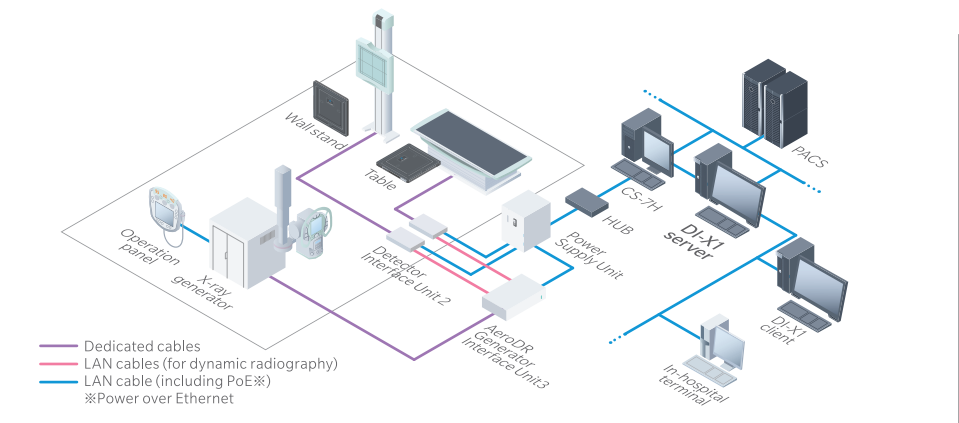 Wall stand
Table
Operation
panel
X-ray
generator
Detector
Interface Unit 2
Power
Supply Unit
HUB
CS-7H
PACS
DI-X1
server
DI-X1
client
In-hospital
terminal
AeroDR
Generator
Interface Unit3
Dedicated cables
LAN cables (for dynamic radiography)
LAN cable (including PoE※)
※Power over Ethernet